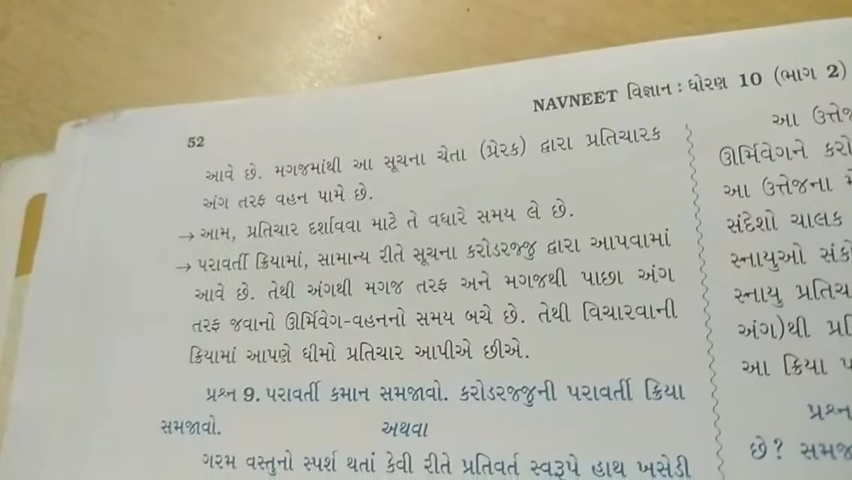 NAVNEET વિજ્ઞાન : ધોરણ 10 (ભાગ 2)
52
આવે છે. મગજમાંથી આ સૂચના ચેતા (પ્રેરક) દ્વારા પ્રતિચારક
અંગ તરફ વહન પામે છે.
→ આમ, પ્રતિચાર દર્શાવવા માટે તે વધારે સમય લે છે.
→ પરાવર્તી ક્રિયામાં, સામાન્ય રીતે સૂચના કરોડરજ્જુ દ્વારા આપવામાં
આવે છે. તેથી અંગથી મગજ તરફ અને મગજથી પાછા અંગ
તરફ જવાનો ઊર્મિવેગ-વહનનો સમય બચે છે. તેથી વિચારવાની
ક્રિયામાં આપણે ધીમો પ્રતિચાર આપીએ છીએ.
પ્રશ્ન 9. પરાવર્તી કમાન સમજાવો. કરોડરજ્જુની પરાવર્તી ક્રિયા
સમજાવો. અથવા
ગરમ વસ્તુનો સ્પર્શ થતાં કેવી રીતે પ્રતિવર્ત સ્વરૂપે હાથ ખસેડી
આ
ઊર્મિવેગને
આ ઉત્તેજના
સંદેશો ચાલક
સ્નાયુઓ
સ્નાયુ
અંગ)થી
આ ક્રિયા
છે?